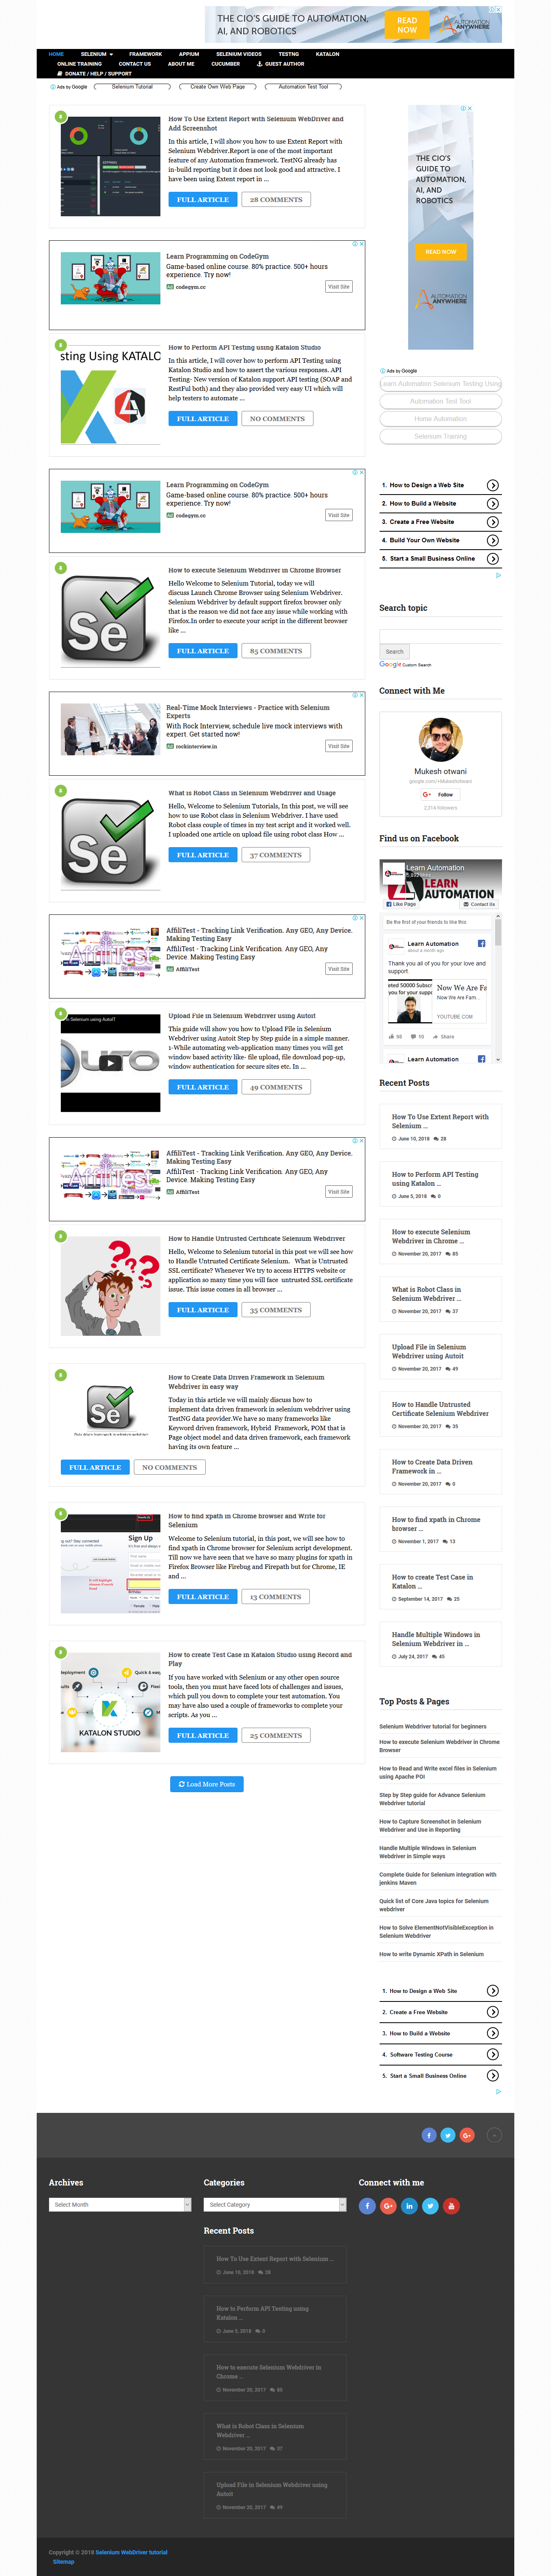 THE CIO'S GUIDE TO AUTOMATION,
AI, AND ROBOTICS
READ
NOW
AUTOMATION
ANYWHERE
HOME SELENIUM FRAMEWORK APPIUM SELENIUM VIDEOS TESTNG KATALON
ONLINE TRAINING CONTACT US ABOUT ME CUCUMBER GUEST AUTHOR
DONATE / HELP / SUPPORT
Ads by Google Selenium Tutorial Create Own Web Page Automation Test Tool
How To Use Extent Report with Selenium WebDriver and
Add Screenshot
In this article, I will show you how to use Extent Report with
Selenium Webdriver.Report is one of the most important
feature of any Automation framework. TestNG already has
in-build reporting but it does not look good and attractive. I
have been using Extent report in ...
FULL ARTICLE 28 COMMENTS
Learn Programming on CodeGym
Game-based online course. 80% practice. 500+ hours
experience. Try now!
Ad codegym.cc
Visit Site
sting Using KATALO
How to Perform API Testing using Katalon Studio
In this article, I will cover how to perform API Testing using
Katalon Studio and how to assert the various responses. API
Testing- New version of Katalon support API testing (SOAP and
RestFul both) and they also provided very easy UI which will
help testers to automate ...
FULL ARTICLE NO COMMENTS
Learn Programming on CodeGym
Game-based online course. 80% practice. 500+ hours
experience. Try now!
Ad codegym.cc
Visit Site
Se
How to execute Selenium Webdriver in Chrome Browser
Hello Welcome to Selenium Tutorial, today we will
discuss Launch Chrome Browser using Selenium Webdriver.
Selenium Webdriver by default support firefox browser only
that is the reason we did not face any issue while working with
Firefox.In order to execute your script in the different browser
like ...
FULL ARTICLE 85 COMMENTS
Real-Time Mock Interviews - Practice with Selenium
Experts
With Rock Interview, schedule live mock interviews with
expert. Get started now!
Ad rockinterview.in
Visit Site
Se
What is Robot Class in Selenium Webdriver and Usage
Hello, Welcome to Selenium Tutorials, In this post, we will see
how to use Robot class in Selenium Webdriver. I have used
Robot class couple of times in my test script and it worked well.
I uploaded one article on upload file using robot class How ...
FULL ARTICLE 37 COMMENTS
AffiliTest
AffiliTest - Tracking Link Verification. Any GEO, Any Device.
Making Testing Easy
AffiliTest - Tracking Link Verification. Any GEO, Any
Device. Making Testing Easy
Ad AffiliTest
Visit Site
Selenium using AutoIT
Upload File in Selenium Webdriver using Autoit
This guide will show you how to Upload File in Selenium
Webdriver using Autoit Step by Step guide in a simple manner.
1-While automating web-application many times you will get
window based activity like- file upload, file download pop-up,
window authentication for secure sites etc. In ...
FULL ARTICLE 49 COMMENTS
AffiliTest
AffiliTest - Tracking Link Verification. Any GEO, Any Device.
Making Testing Easy
AffiliTest - Tracking Link Verification. Any GEO, Any
Device. Making Testing Easy
Ad AffiliTest
Visit Site
???
How to Handle Untrusted Certificate Selenium Webdriver
Hello, Welcome to Selenium tutorial in this post we will see how
to Handle Untrusted Certificate Selenium. What is Untrusted
SSL certificate? Whenever We try to access HTTPS website or
application so many time you will face untrusted SSL certificate
issue. This issue comes in all browser ...
FULL ARTICLE 35 COMMENTS
Se
How to Create Data Driven Framework in Selenium
Webdriver in easy way
Today in this article we will mainly discuss how to
implement data driven framework in selenium webdriver using
TestNG data provider.We have so many frameworks like
Keyword driven framework, Hybrid Framework, POM that is
Page object model and data driven framework, each framework
having its own feature ...
FULL ARTICLE NO COMMENTS
Sign Up
How to find xpath in Chrome browser and Write for
Selenium
Welcome to Selenium tutorial, in this post, we will see how to
find xpath in Chrome browser for Selenium script development.
Till now we have seen that we have so many plugins for xpath in
Firefox Browser like Firebug and Firepath but for Chrome, IE
and ...
FULL ARTICLE 13 COMMENTS
KATALON STUDIO
How to create Test Case in Katalon Studio using Record and
Play
If you have worked with Selenium or any other open source
tools, then you must have faced lots of challenges and issues,
which pull you down to complete your test automation. You
may have also used a couple of frameworks to complete your
scripts. As you ...
FULL ARTICLE 25 COMMENTS
Load More Posts
THE CIO'S
GUIDE TO
AUTOMATION,
AI, AND
ROBOTICS
READ NOW
AUTOMATION
ANYWHERE
Ads by Google
Learn Automation Selenium Testing Using
Automation Test Tool
Home Automation
Selenium Training
1. How to Design a Web Site
2. How to Build a Website
3. Create a Free Website
4. Build Your Own Website
5. Start a Small Business Online
Search topic
Search
Google Custom Search
Connect with Me
Mukesh otwani
google.com/+Mukeshotwani
G+ Follow
2,314 followers
Find us on Facebook
Learn Automation
LEARN
AUTOMATION
Like Page Contact Us
Be the first of your friends to like this
Learn Automation
about a month ago
Thank you all of you for your love and
support.
Now We Are Fa
Now We Are Fam...
YOUTUBE.COM
98 10 Share
Learn Automation
Recent Posts
How To Use Extent Report with
Selenium ...
June 10, 2018 28
How to Perform API Testing
using Katalon ...
June 5, 2018 0
How to execute Selenium
Webdriver in Chrome ...
November 20, 2017 85
What is Robot Class in
Selenium Webdriver ...
November 20, 2017 37
Upload File in Selenium
Webdriver using Autoit
November 20, 2017 49
How to Handle Untrusted
Certificate Selenium Webdriver
November 20, 2017 35
How to Create Data Driven
Framework in ...
November 20, 2017 0
How to find xpath in Chrome
browser ...
November 1, 2017 13
How to create Test Case in
Katalon ...
September 14, 2017 25
Handle Multiple Windows in
Selenium Webdriver in ...
July 24, 2017 45
Top Posts & Pages
Selenium Webdriver tutorial for beginners
How to execute Selenium Webdriver in Chrome
Browser
How to Read and Write excel files in Selenium
using Apache POI
Step by Step guide for Advance Selenium
Webdriver tutorial
How to Capture Screenshot in Selenium
Webdriver and Use in Reporting
Handle Multiple Windows in Selenium
Webdriver in Simple ways
Complete Guide for Selenium integration with
jenkins Maven
Quick list of Core Java topics for Selenium
webdriver
How to Solve ElementNotVisibleException in
Selenium Webdriver
How to write Dynamic XPath in Selenium
1. How to Design a Web Site
2. Create a Free Website
3. How to Build a Website
4. Software Testing Course
5. Start a Small Business Online
Archives
Select Month
Categories
Select Category
Recent Posts
How To Use Extent Report with Selenium ...
June 10, 2018 28
How to Perform API Testing using
Katalon ...
June 5, 2018 0
How to execute Selenium Webdriver in
Chrome ...
November 20, 2017 85
What is Robot Class in Selenium
Webdriver ...
November 20, 2017 37
Upload File in Selenium Webdriver using
Autoit
November 20, 2017 49
Connect with me
Copyright © 2018 Selenium WebDriver tutorial
Sitemap